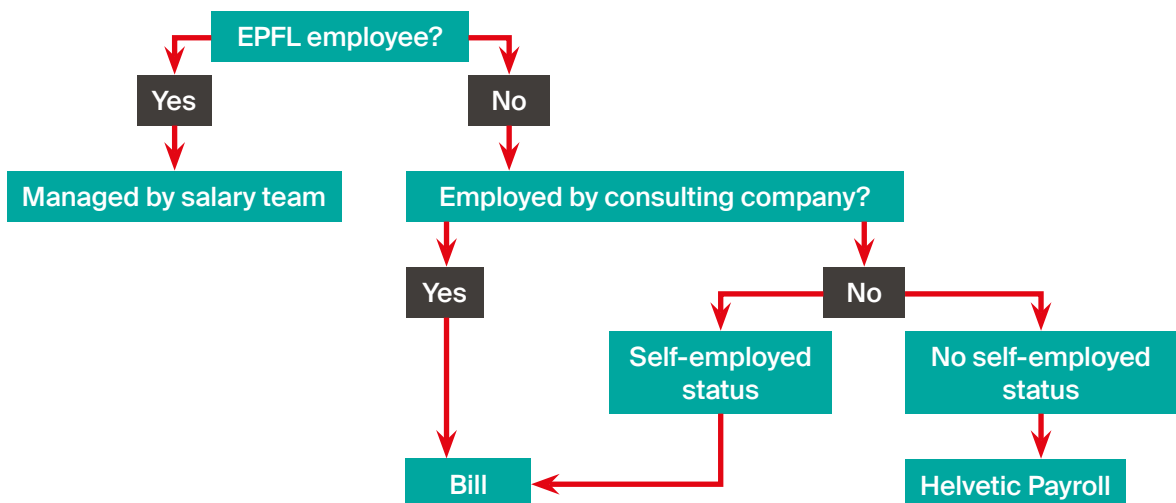 EPFL employee?
Yes
No
Managed by salary team
Employed by consulting company?
Yes
No
Self-employed
status
No self-employed
status
Bill
Helvetic Payroll